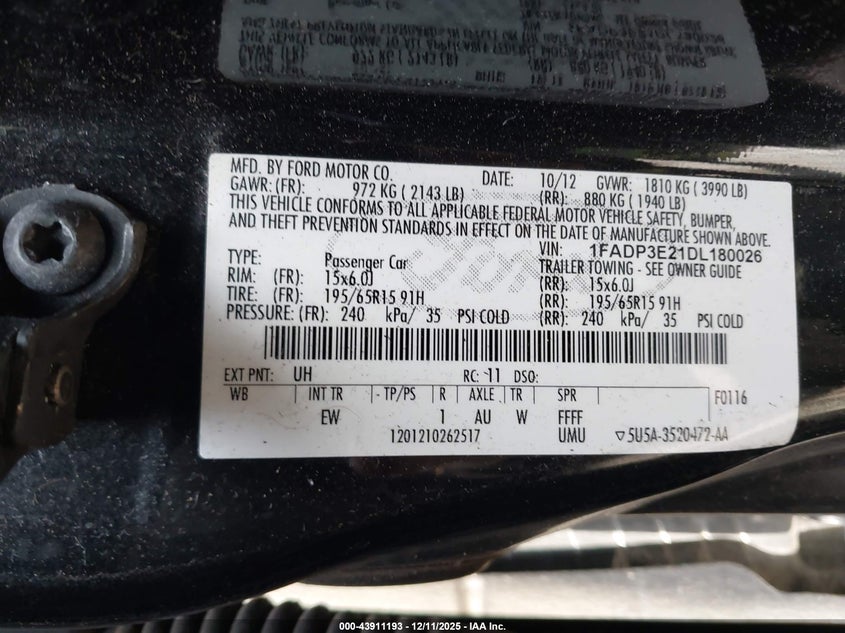 MFD. BY FORD MOTOR CO. DATE: 10/12 GVWR: 1810 KG ( 3990 LB)
GAWR: (FR): 972 KG ( 2143 LB) (RR): 880 KG ( 1940 LB)
THIS VEHICLE CONFORMS TO ALL APPLICABLE FEDERAL MOTOR VEHICLE SAFETY, BUMPER,
AND THEFT PREVENTION STANDARDS IN EFFECT ON THE DATE OF MANUFACTURE SHOWN ABOVE.
VIN: 1FADP3E21DL180026
TYPE: Passenger Car TRAILER TOWING - SEE OWNER GUIDE
RIM: (FR): 15x6.0J (RR): 15x6.0J
TIRE: (FR): 195/65R15 91H (RR): 195/65R15 91H
PRESSURE: (FR): 240 kPa/ 35 PSI COLD (RR): 240 kPa/ 35 PSI COLD
EXT PNT: UH RC: 11 DSO:
WB INT TR - TP/PS R AXLE TR SPR F0116
EW 1 AU W FFFF
1201210262517 UMU ▽5U5A-3520472-AA
000-43911193 - 12/11/2025 - IAA Inc.